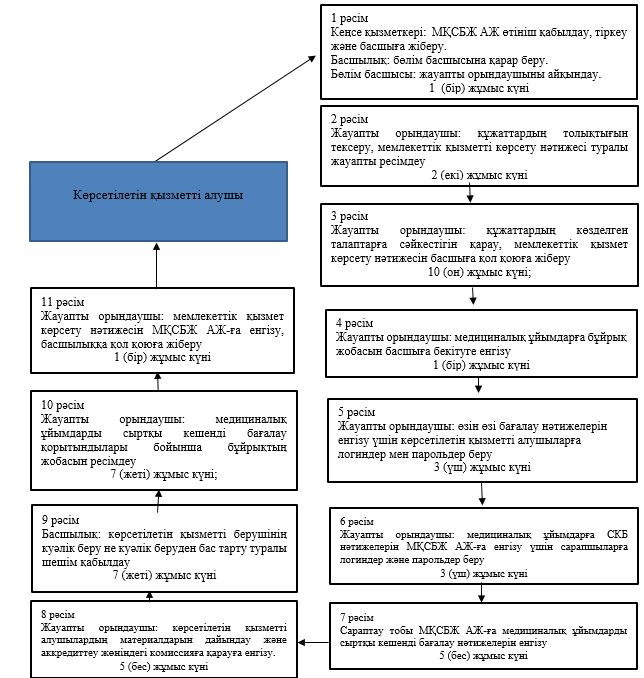 1 рәсім
Кеңсе қызметкері: МҚСБЖ АЖ өтініш қабылдау, тіркеу
және басшыға жіберу.
Басшылық: бөлім басшысына қарар беру.
Бөлім басшысы: жауапты орындаушыны айқындау.
1 (бір) жұмыс күні
2 рәсім
Жауапты орындаушы: құжаттардың толықтығын
тексеру, мемлекеттік қызметті көрсету нәтижесі туралы
жауапты ресімдеу
2 (екі) жұмыс күні
Көрсетілетін қызметті алушы
3 рәсім
Жауапты орындаушы: құжаттардың көзделген
талаптарға сәйкестігін қарау, мемлекеттік қызмет
көрсету нәтижесін басшыға қол қоюға жіберу
10 (он) жұмыс күні;
4 рәсім
Жауапты орындаушы: медициналық ұйымдарға бұйрық
жобасын басшыға бекітуге енгізу
1 (бір) жұмыс күні
5 рәсім
Жауапты орындаушы: өзін өзі бағалау нәтижелерін
енгізу үшін көрсетілетін қызметті алушыларға
логиндер мен парольдер беру
3 (үш) жұмыс күні
6 рәсім
Жауапты орындаушы: медициналық ұйымдарға СКБ
нәтижелерін МҚСБЖ АЖ-ға енгізу үшін сарапшыларға
логиндер және парольдер беру
3 (үш) жұмыс күні
7 рәсім
Сараптау тобы МҚСБЖ АЖ-ға медициналық ұйымдарды
сыртқы кешенді бағалау нәтижелерін енгізу
5 (бес) жұмыс күні
8 рәсім
Жауапты орындаушы: көрсетілетін қызметті
алушылардың материалдарын дайындау және
аккредиттеу жөніндегі комиссияға қарауға енгізу.
5 (бес) жұмыс күні
9 рәсім
Басшылық: көрсетілетін қызметті берушінің
куәлік беру не куәлік беруден бас тарту туралы
шешім қабылдау
7 (жеті) жұмыс күні
10 рәсім
Жауапты орындаушы: медициналық
ұйымдарды сыртқы кешенді бағалау
қорытындылары бойынша бұйрықтың
жобасын ресімдеу
7 (жеті) жұмыс күні;
11 рәсім
Жауапты орындаушы: мемлекеттік қызмет
көрсету нәтижесін МҚСБЖ АЖ-ға енгізу,
басшылыққа қол қоюға жіберу
1 (бір) жұмыс күні